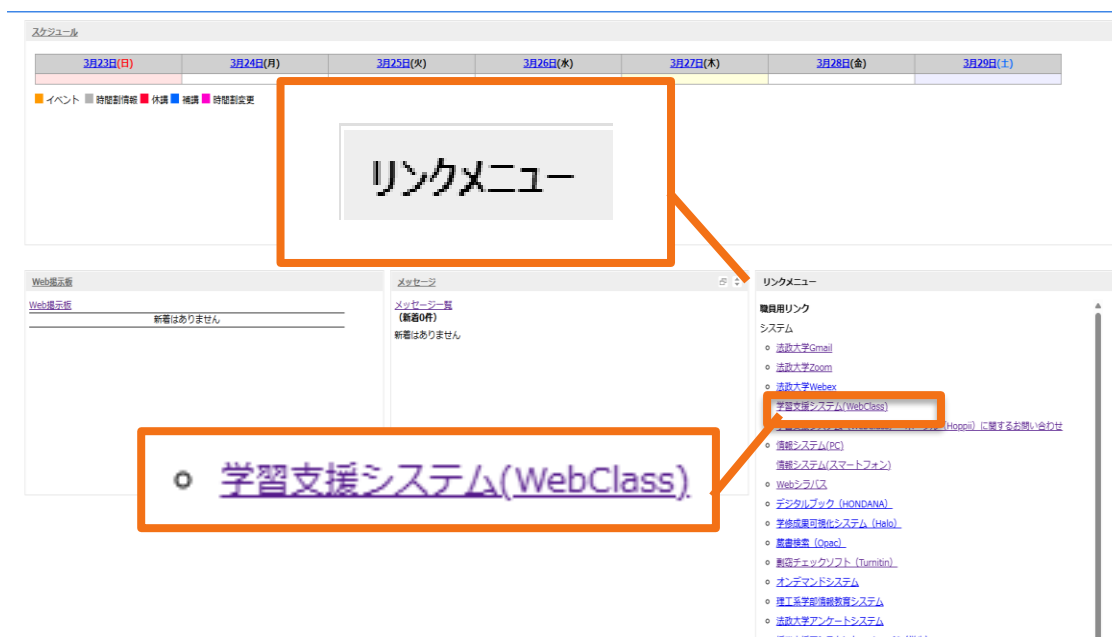 スケジュール
3月23日(日) 3月24日(月) 3月25日(火) 3月26日(水) 3月27日(木) 3月28日(金) 3月29日(土)
イベント 時間割情報 休講 補講 時間割変更
リンクメニュー
Web掲示板
Web掲示板
新着はありません
メッセージ
メッセージ一覧
(新着0件)
新着はありません
リンクメニュー
職員用リンク
システム
法政大学Gmail
法政大学Zoom
法政大学Webex
学習支援システム(WebClass)
(Hoppii)に関するお問い合わせ
情報システム(PC)
情報システム(スマートフォン)
Webシラバス
デジタルブック（HONDANA）
学修成果可視化システム（Halo）
蔵書検索（Opac）
剽窃チェックソフト（Turnitin）
オンデマンドシステム
理工系学部情報教育システム
法政大学アンケートシステム
学習支援システム(WebClass)